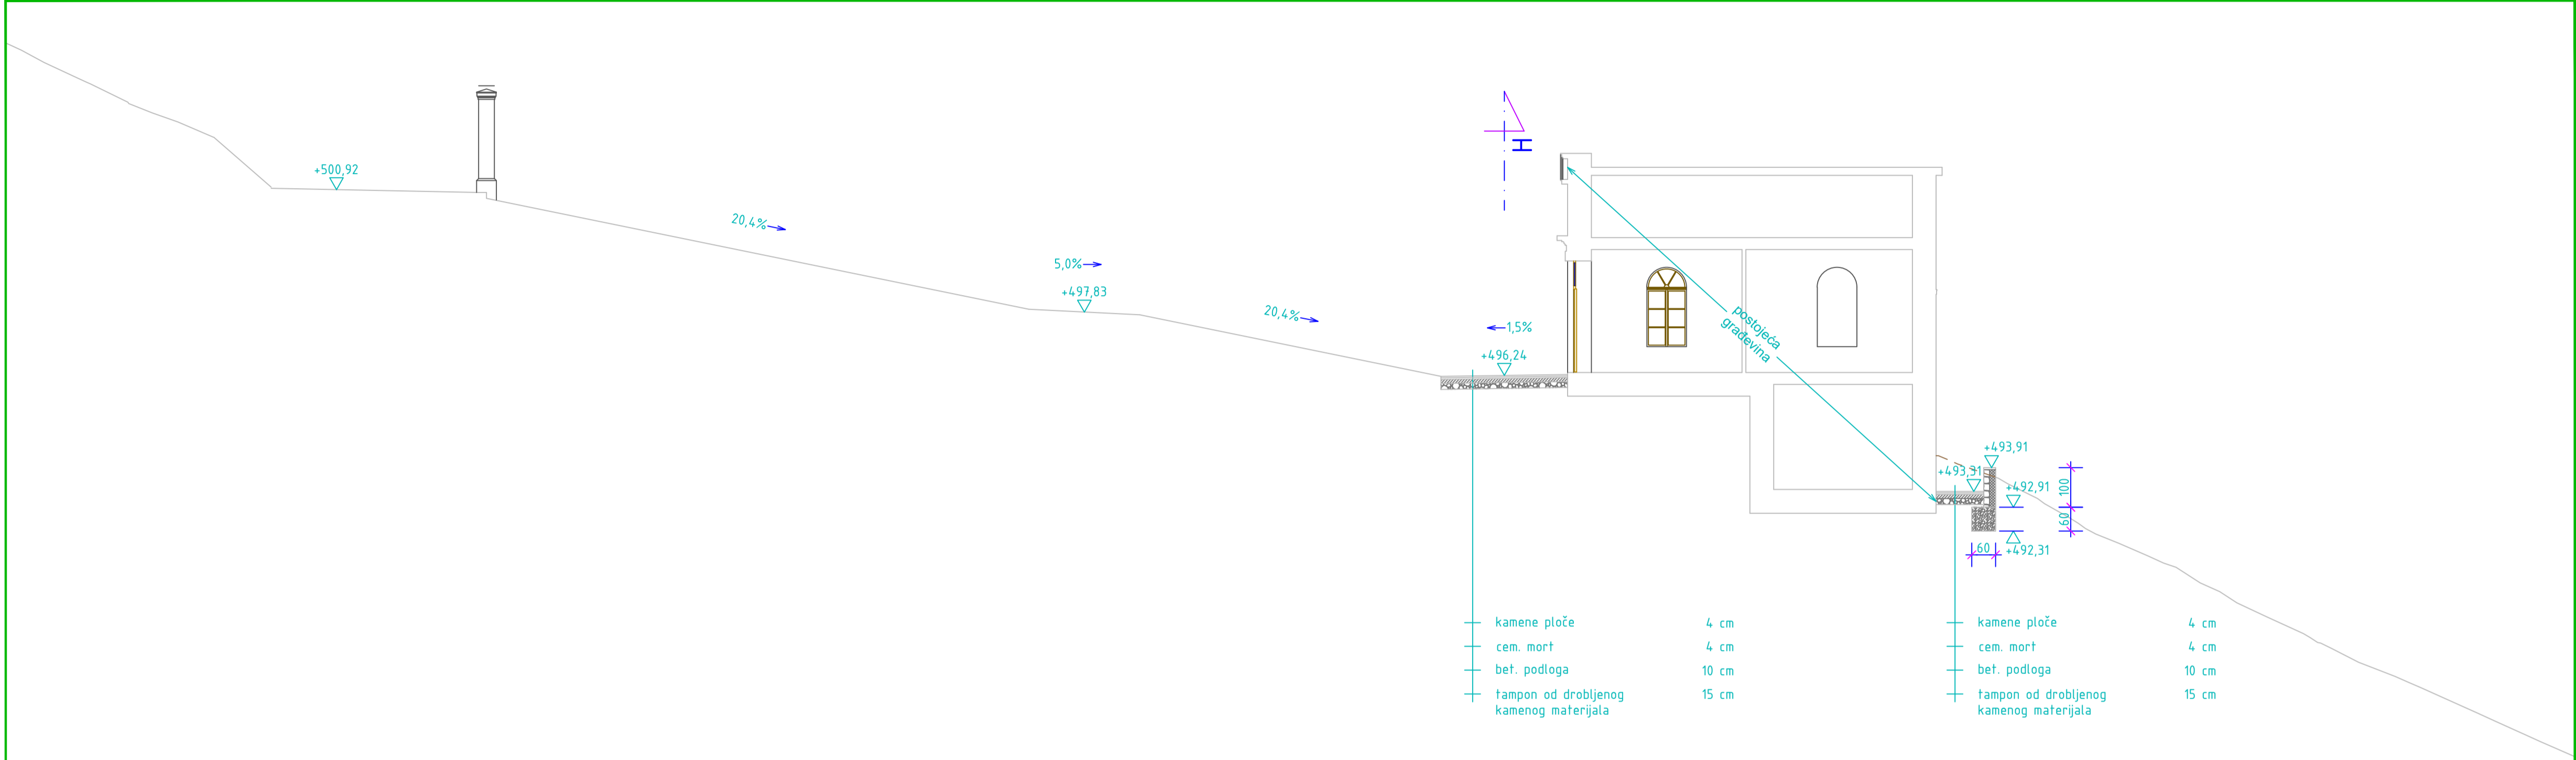 +500,92
20,4%
5,0%
+497,83
20,4%
H
1,5%
+496,24
postojeća
građevina
+493,91
+493,31
+492,91
100
60
60
+492,31
kamene ploče 4 cm
cem. mort 4 cm
bet. podloga 10 cm
tampon od drobljenog 15 cm
kamenog materijala
kamene ploče 4 cm
cem. mort 4 cm
bet. podloga 10 cm
tampon od drobljenog 15 cm
kamenog materijala